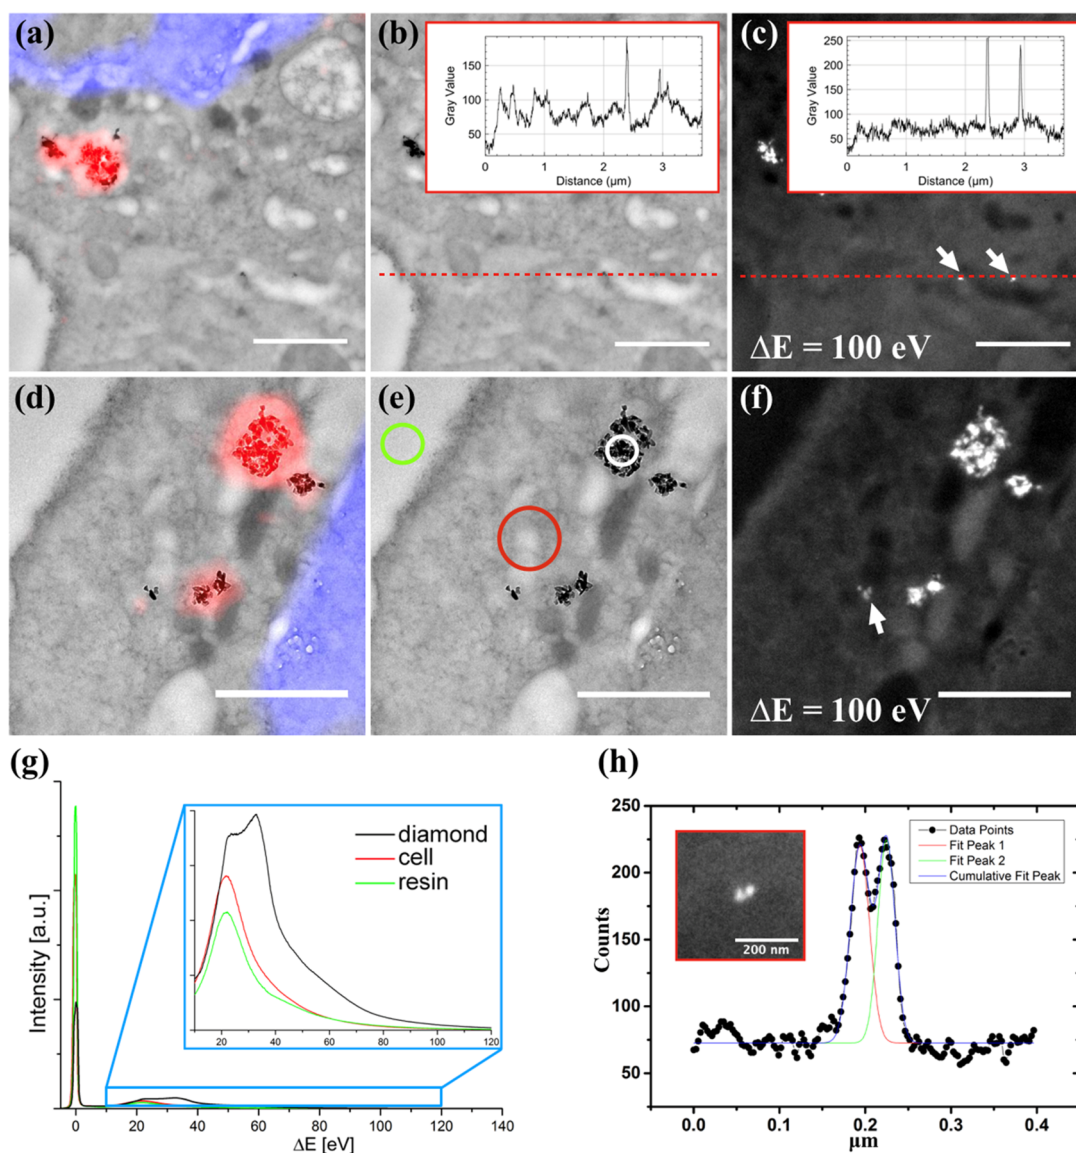 (a)
(b)
150
100
50
Gray Value
0
1
2
3
Distance (µm)
(c)
250
200
150
100
50
Gray Value
0
1
2
3
Distance (µm)
ΔE = 100 eV
(d)
(e)
(f)
ΔE = 100 eV
(g)
Intensity [a.u.]
diamond
cell
resin
20
40
60
80
100
120
0
20
40
60
80
100
120
140
ΔE [eV]
(h)
250
225
200
175
150
125
100
75
50
Counts
Data Points
Fit Peak 1
Fit Peak 2
Cumulative Fit Peak
200 nm
0.0
0.1
0.2
0.3
0.4
µm